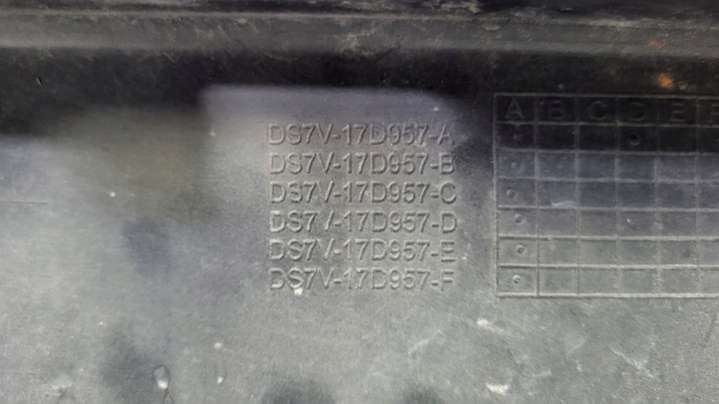 DS7V-17D957-A
DS7V-17D957-B
DS7V-17D957-C
DS7V-17D957-D
DS7V-17D957-E
DS7V-17D957-F
A B C D E F